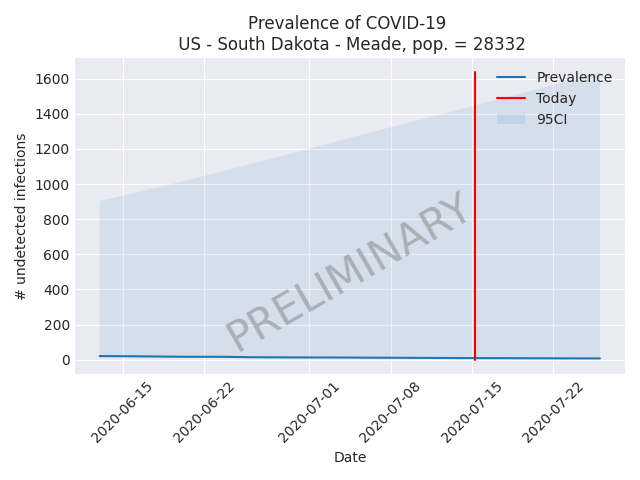 Prevalence of COVID-19
US - South Dakota - Meade, pop. = 28332
1600
1400
1200
1000
800
600
400
200
0
# undetected infections
Prevalence
Today
95CI
PRELIMINARY
2020-06-15
2020-06-22
2020-07-01
2020-07-08
2020-07-15
2020-07-22
Date